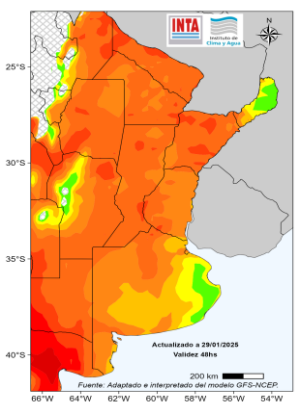 INTA
Instituto de
Clima y Agua
N
25°S
30°S
35°S
40°S
Actualizado a 29/01/2025
Validez 48hs
200 km
Fuente: Adaptado e interpretado del modelo GFS-NCEP.
66°W 64°W 62°W 60°W 58°W 56°W 54°W